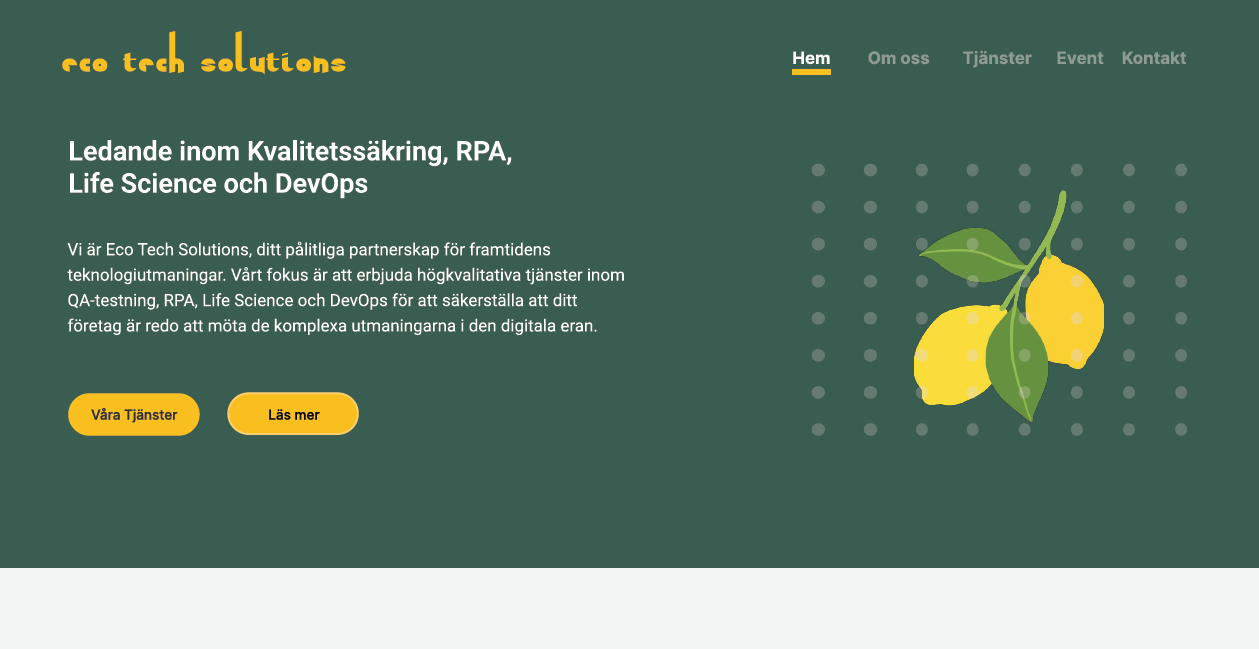 eco tech solutions
Hem Om oss Tjänster Event Kontakt
Ledande inom Kvalitetssäkring, RPA,
Life Science och DevOps
Vi är Eco Tech Solutions, ditt pålitliga partnerskap för framtidens
teknologiutmaningar. Vårt fokus är att erbjuda högkvalitativa tjänster inom
QA-testning, RPA, Life Science och DevOps för att säkerställa att ditt
företag är redo att möta de komplexa utmaningarna i den digitala eran.
Våra Tjänster Läs mer